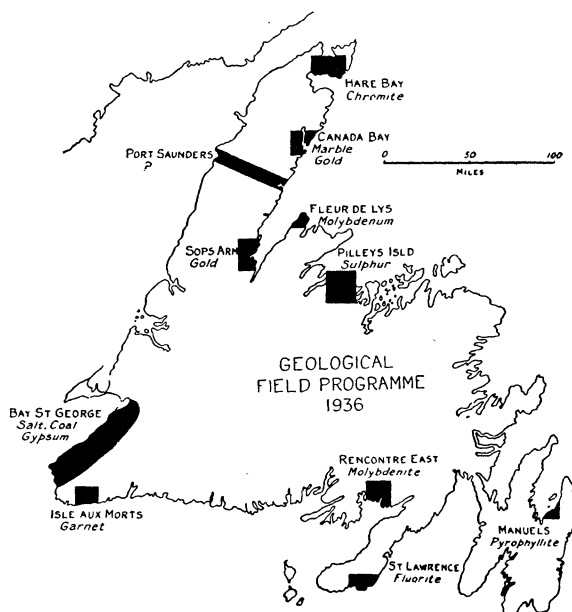 HARE BAY
Chromite
CANADA BAY
Marble
Gold
PORT SAUNDERS
?
0 50 100
MILES
FLEUR DE LYS
Molybdenum
SOPS ARM
Gold
PILLEYS ISLD
Sulphur
GEOLOGICAL
FIELD PROGRAMME
1936
BAY ST GEORGE
Salt, Coal
Gypsum
RENCONTRE EAST
Molybdenite
ISLE AUX MORTS
Garnet
MANUELS
Pyrophyllite
ST LAWRENCE
Fluorite